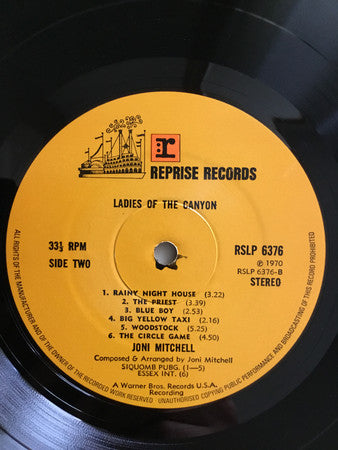 r:
REPRISE RECORDS
LADIES OF THE CANYON
33⅓ RPM
SIDE TWO
RSLP 6376
℗ 1970
RSLP 6376-B
STEREO
1. RAINY NIGHT HOUSE (3.22)
2. THE PRIEST (3.39)
3. BLUE BOY (2.53)
4. BIG YELLOW TAXI (2.16)
5. WOODSTOCK (5.25)
6. THE CIRCLE GAME (4.50)
JONI MITCHELL
Composed & Arranged by Joni Mitchell
SIQUOMB PUBG. (1—5)
ESSEX INT. (6)
A Warner Bros. Records U.S.A.
Recording
ALL RIGHTS OF THE MANUFACTURER AND OF THE OWNER OF THE RECORDED WORK RESERVED UNAUTHORISED COPYING PUBLIC PERFORMANCE AND BROADCASTING OF THIS RECORD PROHIBITED